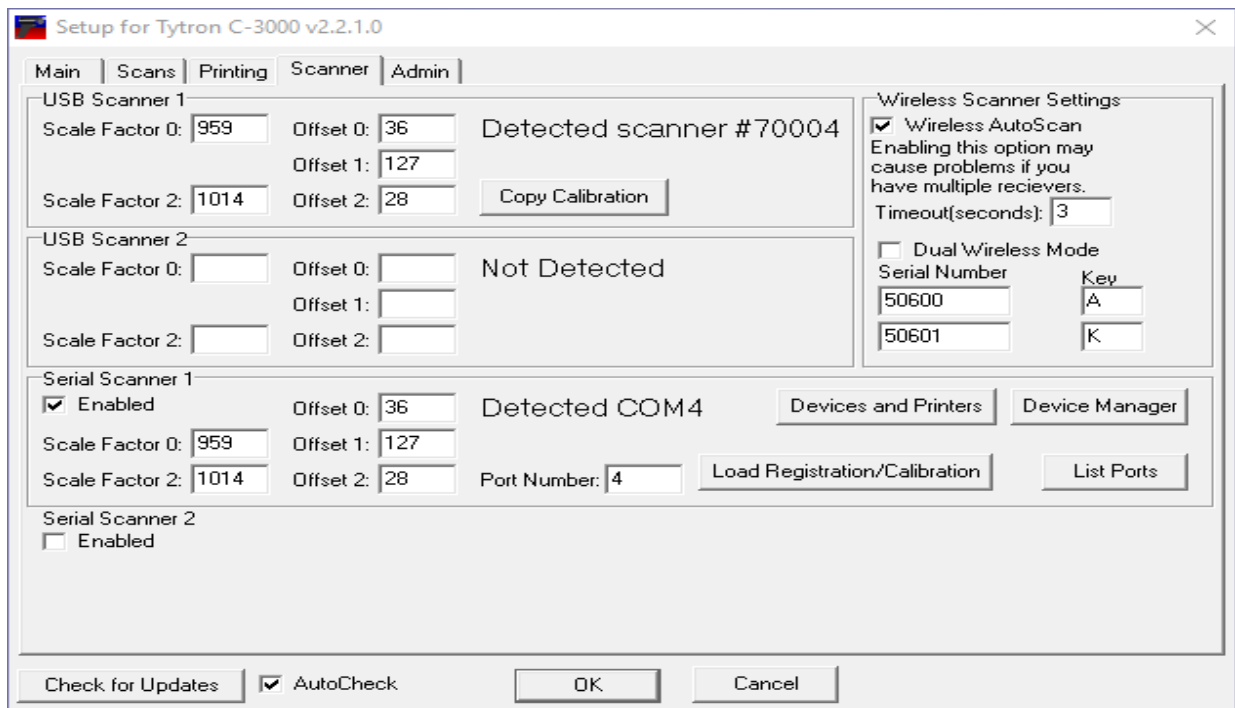 Setup for Tytron C-3000 v2.2.1.0
Main Scans Printing Scanner Admin
USB Scanner 1
Scale Factor 0: 959 Offset 0: 36 Detected scanner #70004
Offset 1: 127
Scale Factor 2: 1014 Offset 2: 28 Copy Calibration
USB Scanner 2
Scale Factor 0: Offset 0: Not Detected
Offset 1:
Scale Factor 2: Offset 2:
Wireless Scanner Settings
Wireless AutoScan
Enabling this option may
cause problems if you
have multiple recievers.
Timeout(seconds): 3
Dual Wireless Mode
Serial Number Key
50600 A
50601 K
Serial Scanner 1
Enabled Offset 0: 36 Detected COM4 Devices and Printers Device Manager
Scale Factor 0: 959 Offset 1: 127
Scale Factor 2: 1014 Offset 2: 28 Port Number: 4 Load Registration/Calibration List Ports
Serial Scanner 2
Enabled
Check for Updates AutoCheck OK Cancel